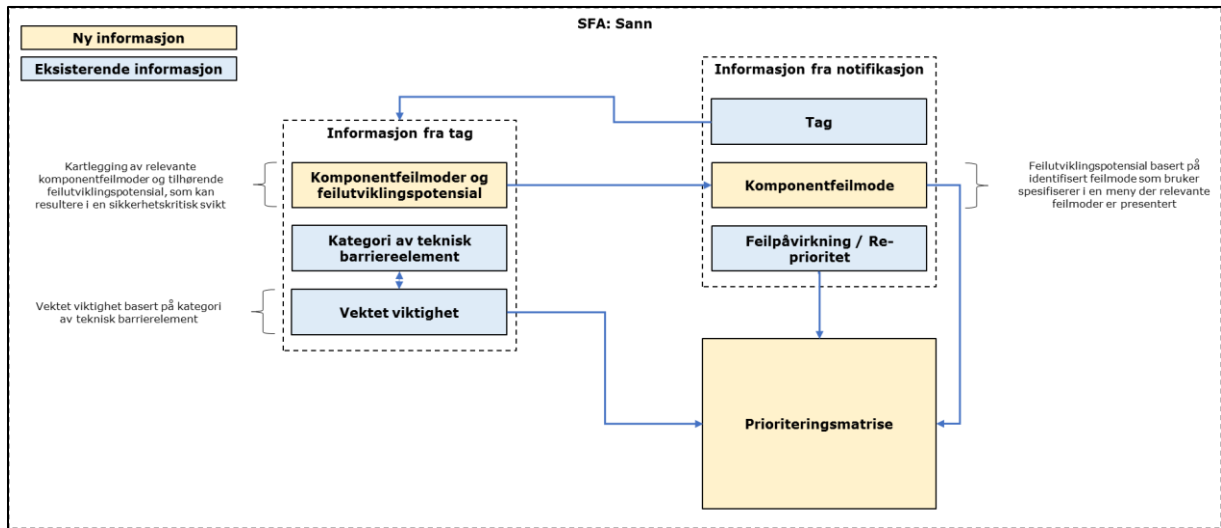 SFA: Sann
Ny informasjon
Eksisterende informasjon
Informasjon fra notifikasjon
Tag
Informasjon fra tag
Kartlegging av relevante
komponentfeilmoder og tilhørende
feilutviklingspotensial, som kan
resultere i en sikkerhetskritisk svikt
Komponentfeilmoder og
feilutviklingspotensial
Komponentfeilmode
Feilutviklingspotensial basert på
identifisert feilmode som bruker
spesifiserer i en meny der relevante
feilmoder er presentert
Kategori av teknisk
barriereelement
Feilpåvirkning / Re-
prioritet
Vektet viktighet basert på kategori
av teknisk barrierelement
Vektet viktighet
Prioriteringsmatrise